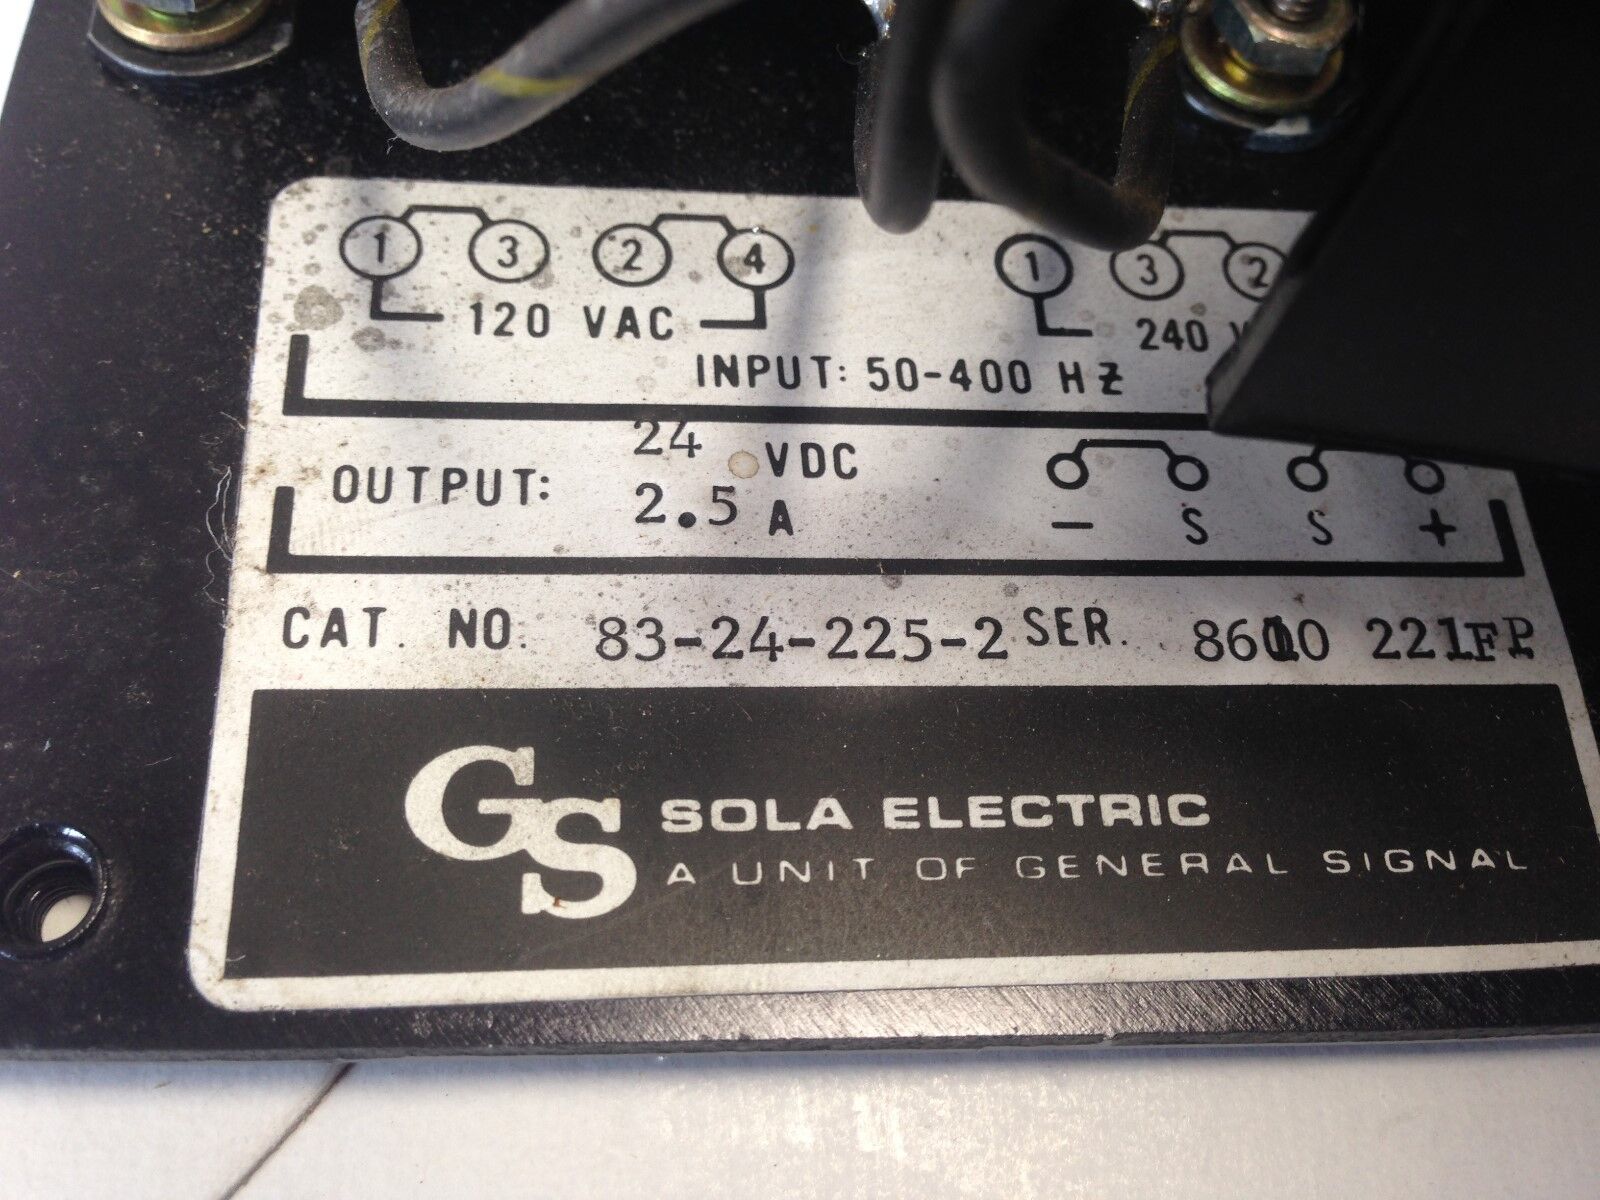 1 3 2 4 1 3 2
120 VAC 240
INPUT: 50-400 HZ
OUTPUT: 24 VDC
2.5 A
- S S +
CAT. NO. 83-24-225-2 SER. 221FP
GS SOLA ELECTRIC
A UNIT OF GENERAL SIGNAL